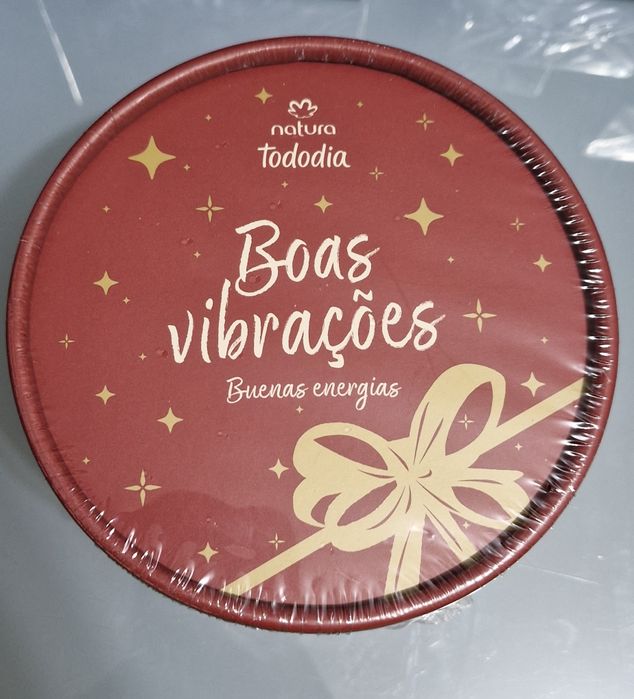 natura
Tododia
Boas
vibrações
Buenas energias